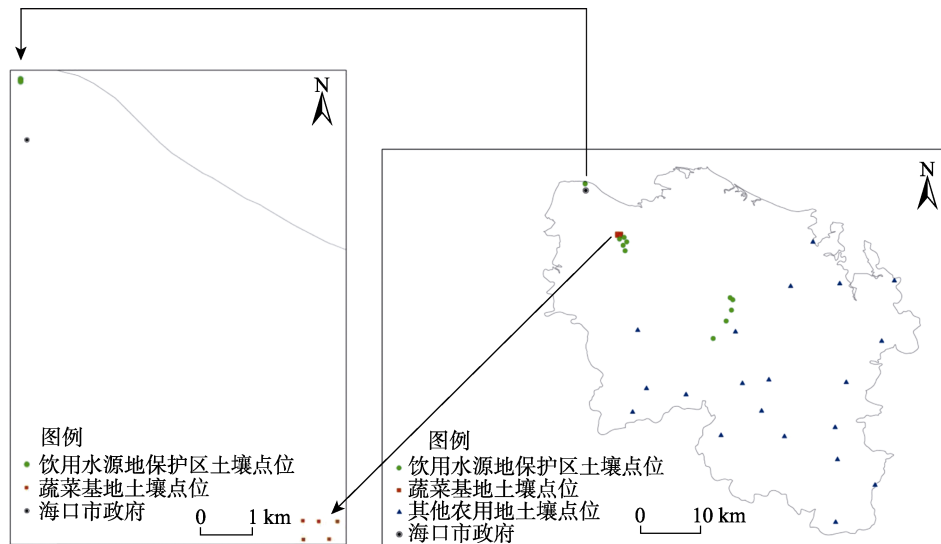 N
图例
饮用水源地保护区土壤点位
蔬菜基地土壤点位
海口市政府
0 1 km
N
图例
饮用水源地保护区土壤点位
蔬菜基地土壤点位
其他农用地土壤点位
海口市政府
0 10 km